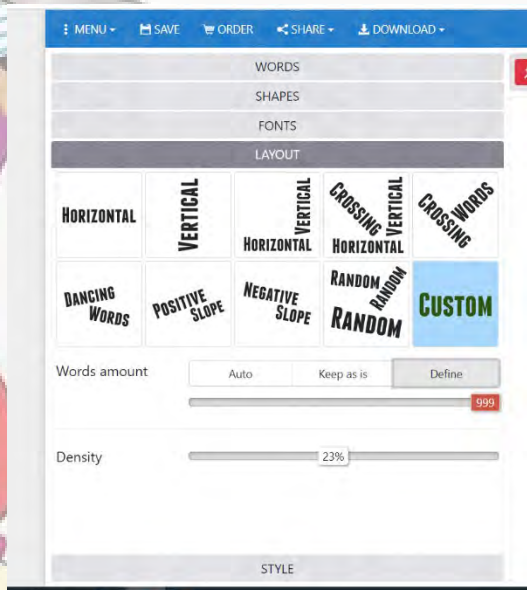 MENU SAVE ORDER SHARE DOWNLOAD
WORDS
SHAPES
FONTS
LAYOUT
HORIZONTAL
VERTICAL
VERTICAL
HORIZONTAL
CROSSING
VERTICAL
HORIZONTAL
CROSSING
WORDS
DANCING
WORDS
POSITIVE
SLOPE
NEGATIVE
SLOPE
RANDOM
RANDOM
RANDOM
CUSTOM
Words amount Auto Keep as is Define
999
Density 23%
STYLE